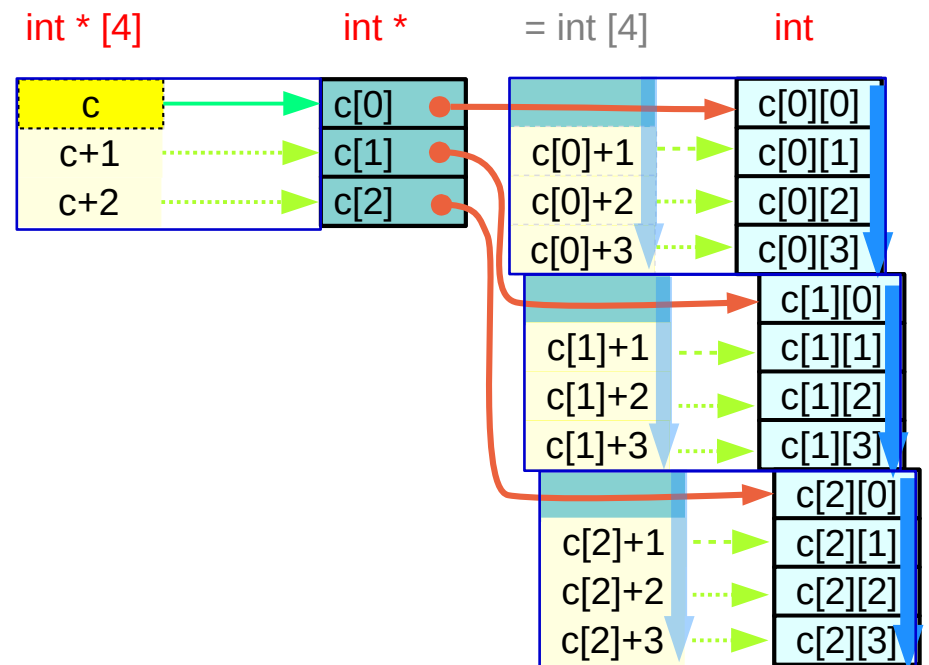 int * [4] int * = int [4] int
c c[0] c[0][0]
c+1 c[1] c[0]+1 c[0][1]
c+2 c[2] c[0]+2 c[0][2]
c[0]+3 c[0][3]
c[1][0]
c[1]+1 c[1][1]
c[1]+2 c[1][2]
c[1]+3 c[1][3]
c[2][0]
c[2]+1 c[2][1]
c[2]+2 c[2][2]
c[2]+3 c[2][3]